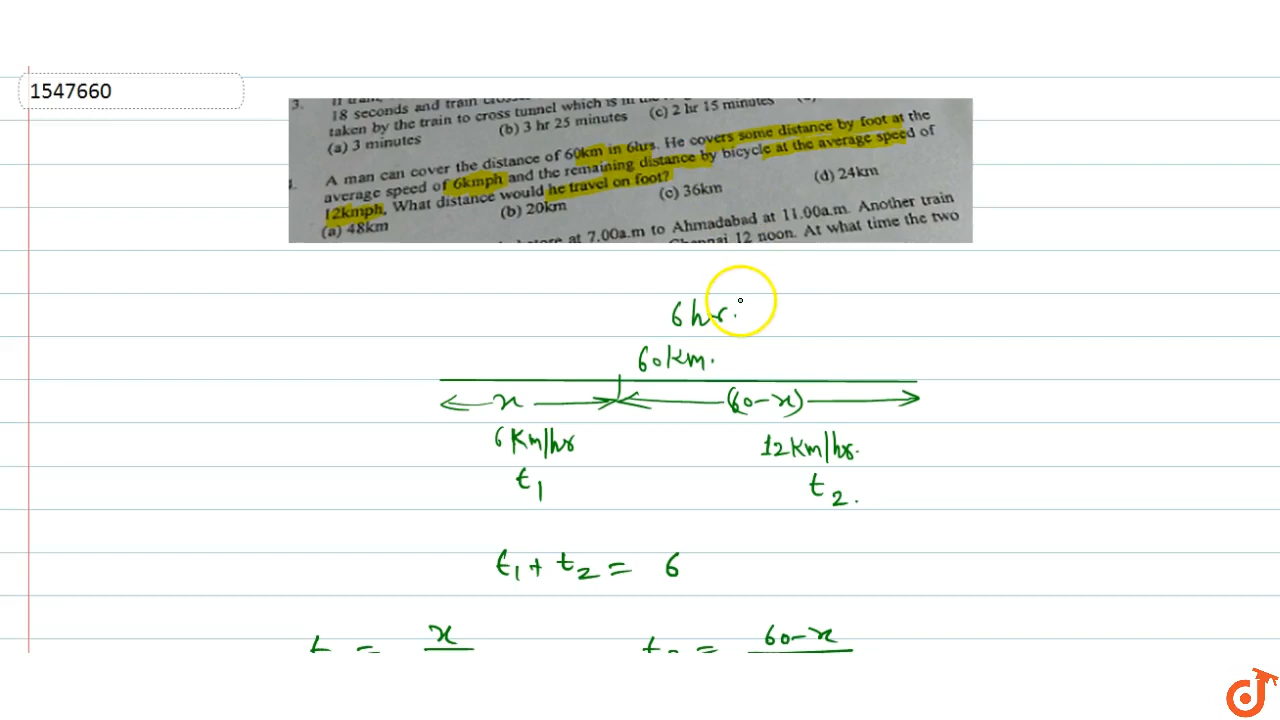 1547660
3.
18 seconds and train
taken by the train to cross tunnel which is in the
(a) 3 minutes (b) 3 hr 25 minutes (c) 2 hr 15 minutes
A man can cover the distance of 60km in 6hrs. He covers some distance by foot at the
average speed of 6kmph and the remaining distance by bicycle at the average speed of
12kmph, What distance would he travel on foot?
(a) 48km (b) 20km (c) 36km (d) 24km
at 7.00a.m to Ahmadabad at 11.00a.m. Another train
12 noon. At what time the two
6 hr.
60 km.
x (60-x)
6 Km/hr 12 Km/hr.
t1 t2.
t1 + t2 = 6
x 60-x